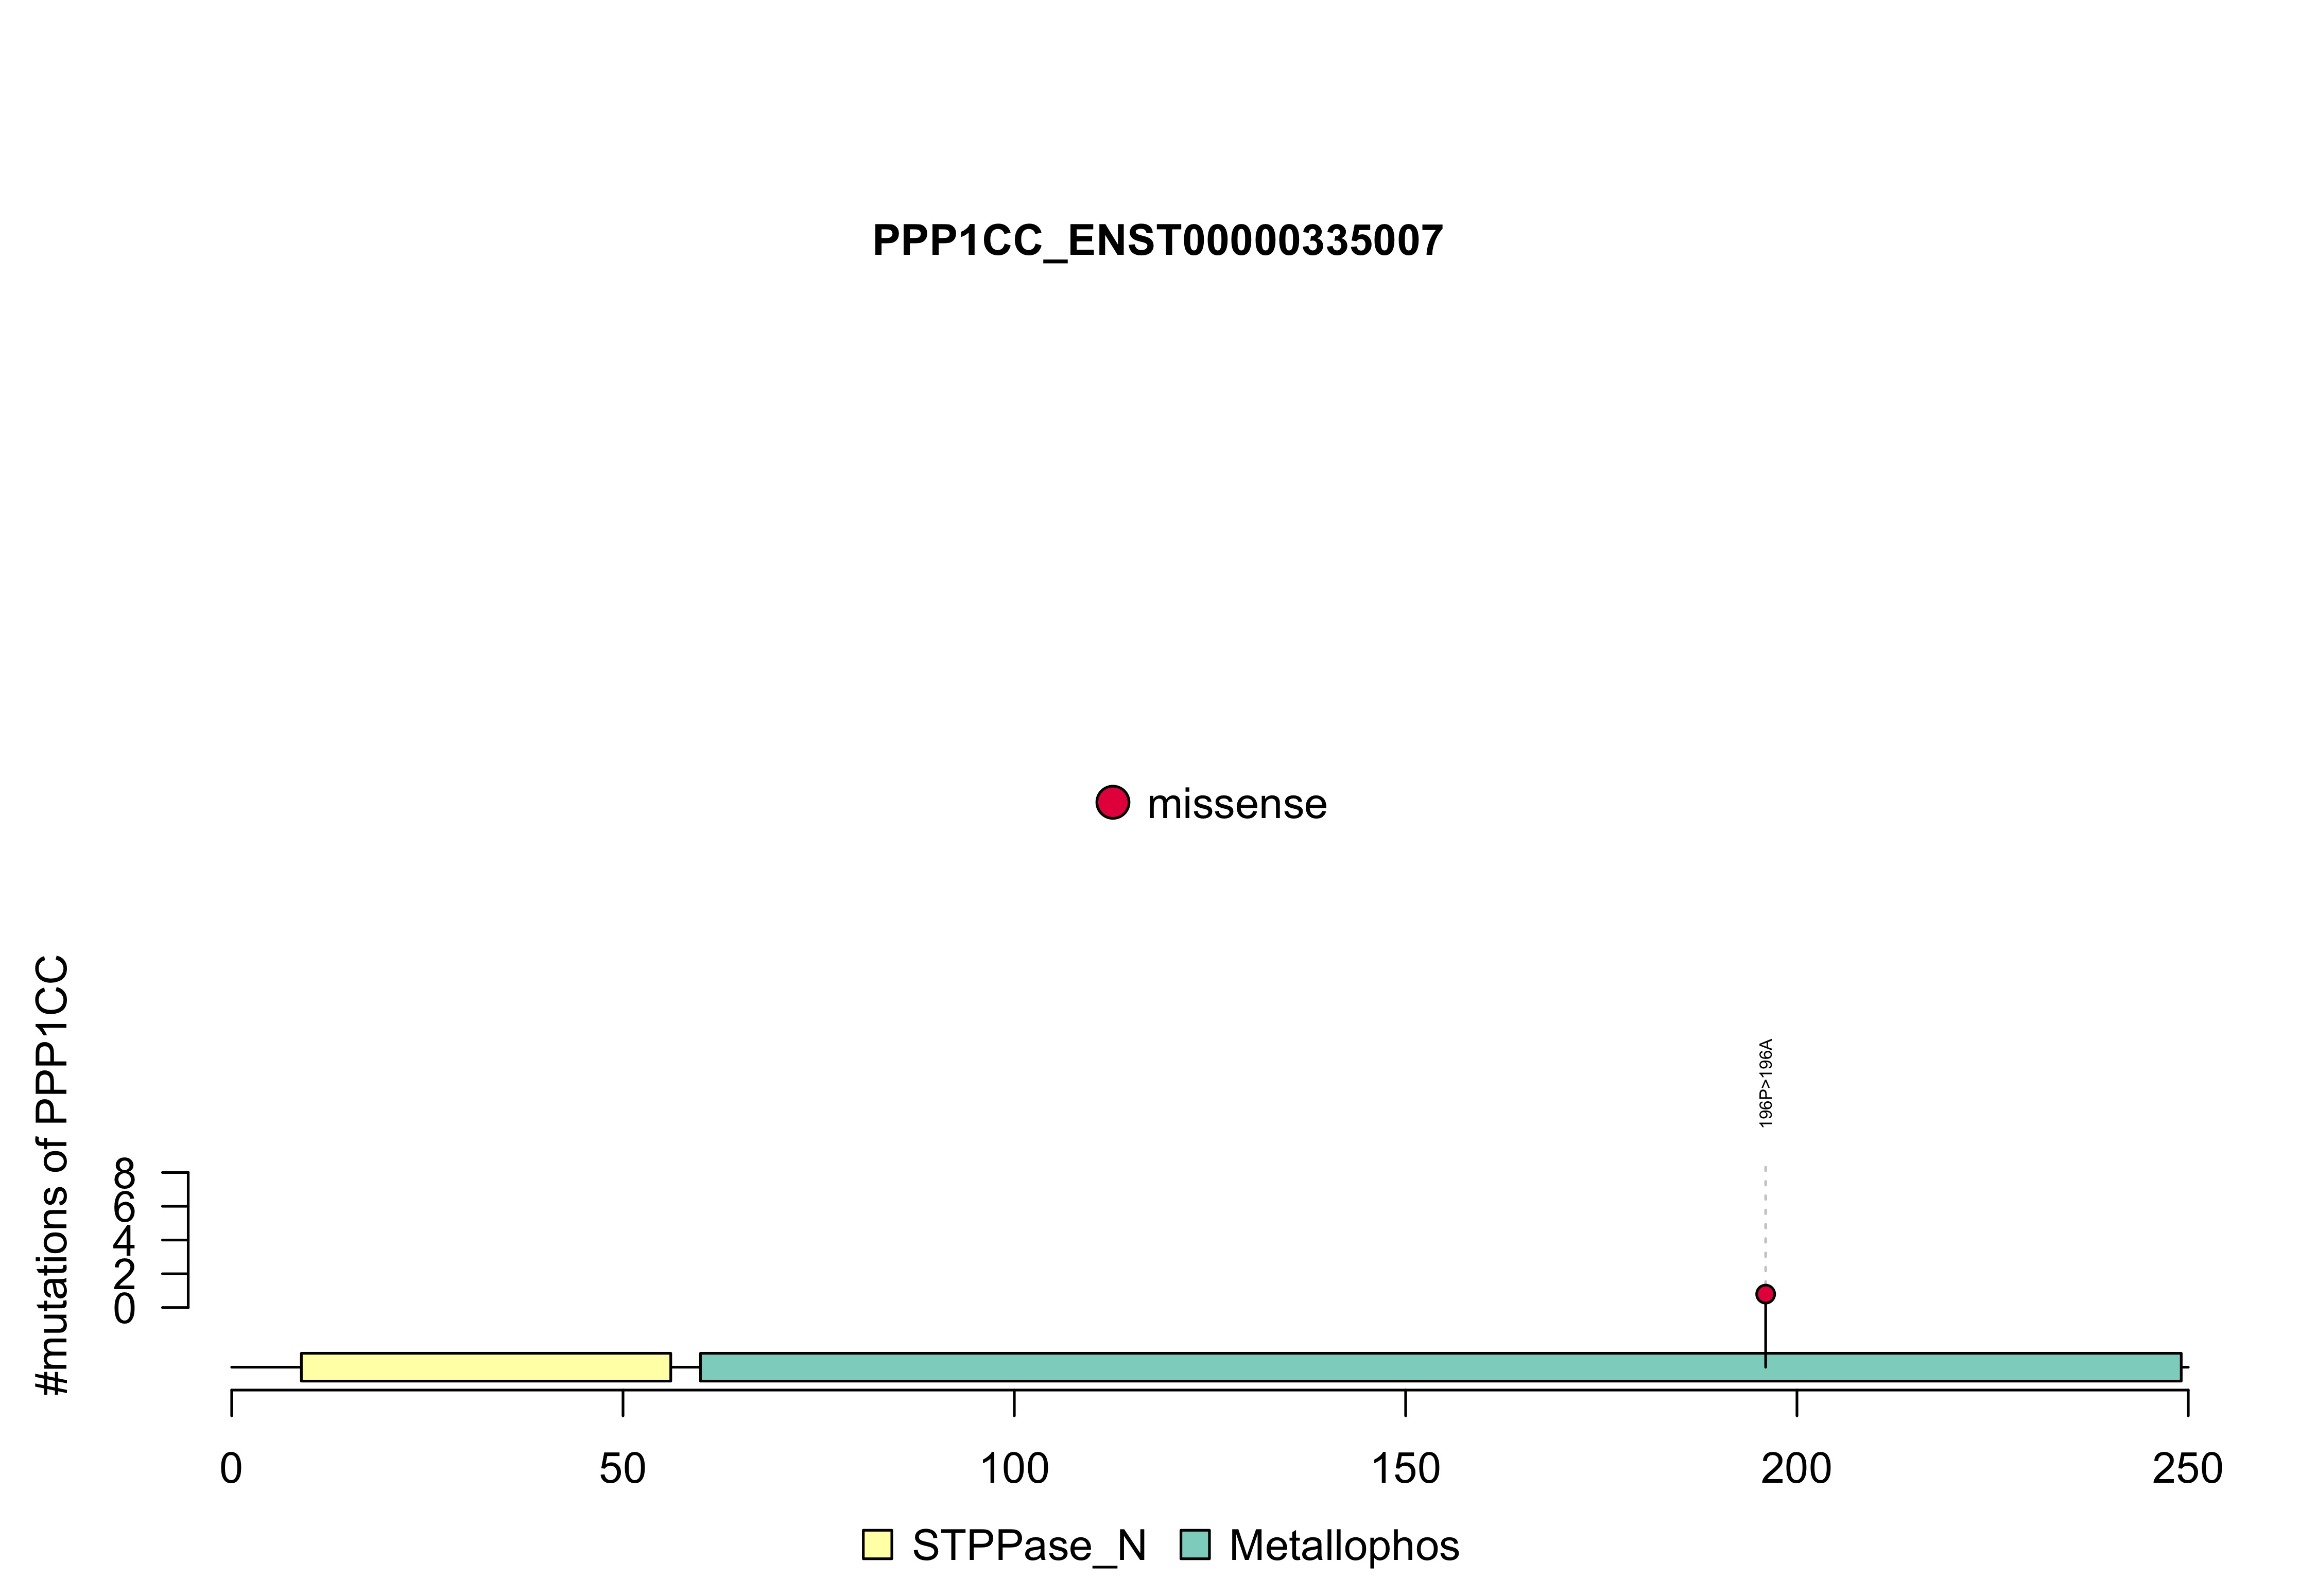 PPP1CC_ENST00000335007
missense
#mutations of PPP1CC
196P>196A
8
6
4
2
0
0 50 100 150 200 250
STPPase_N Metallophos